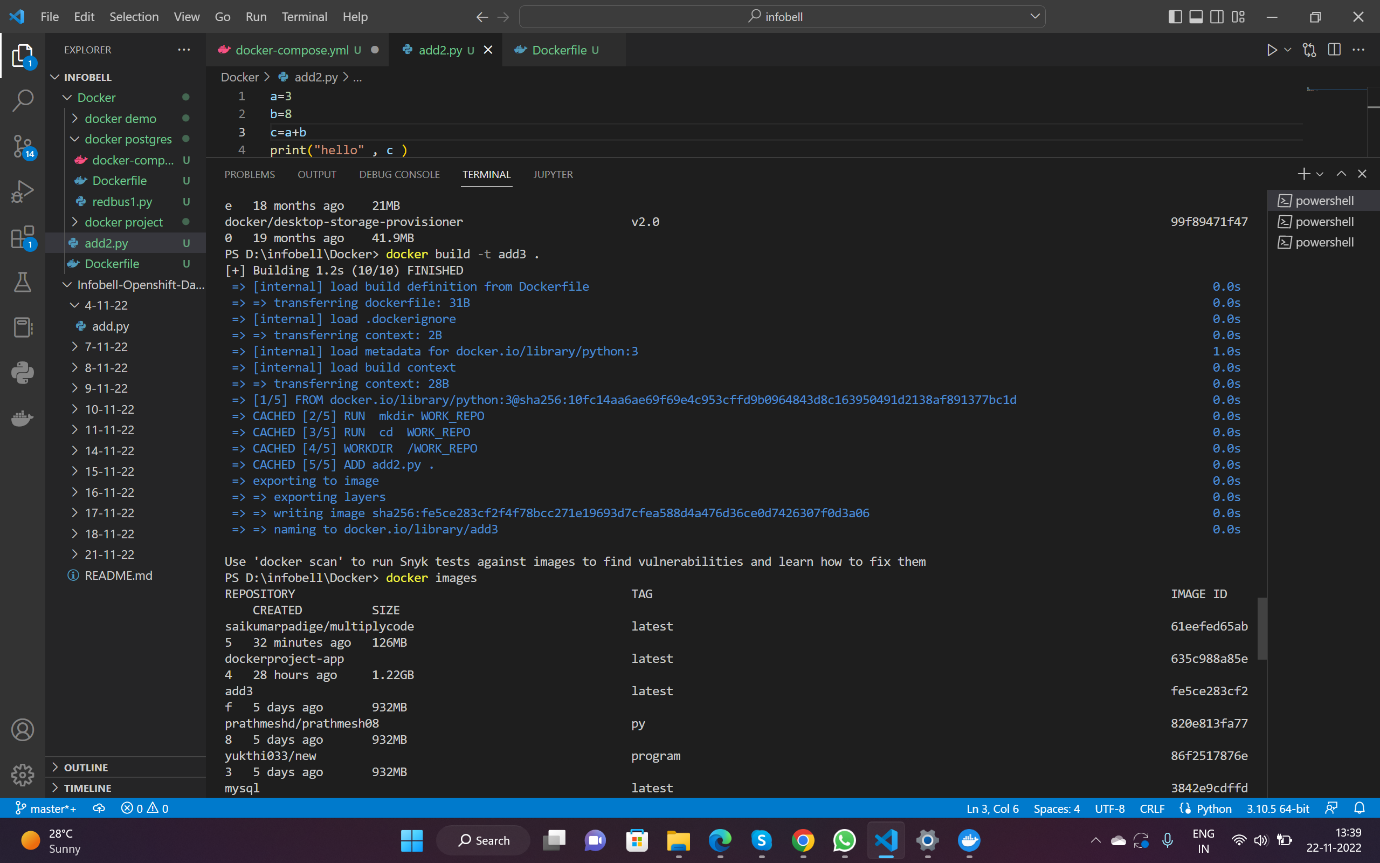 File Edit Selection View Go Run Terminal Help
infobell
EXPLORER
docker-compose.yml U
add2.py U
Dockerfile U
1
INFOBELL
Docker
docker demo
docker postgres
docker-comp... U
Dockerfile U
redbus1.py U
docker project
add2.py U
Dockerfile U
Infobell-Openshift-Da...
4-11-22
add.py
7-11-22
8-11-22
9-11-22
10-11-22
11-11-22
14-11-22
15-11-22
16-11-22
17-11-22
18-11-22
21-11-22
README.md
OUTLINE
TIMELINE
14
1
Docker > add2.py > ...
1 a=3
2 b=8
3 c=a+b
4 print("hello" , c )
PROBLEMS OUTPUT DEBUG CONSOLE TERMINAL JUPYTER
powershell
powershell
powershell
e 18 months ago 21MB
docker/desktop-storage-provisioner v2.0 99f89471f47
0 19 months ago 41.9MB
PS D:\infobell\Docker> docker build -t add3 .
[+] Building 1.2s (10/10) FINISHED
=> [internal] load build definition from Dockerfile 0.0s
=> => transferring dockerfile: 31B 0.0s
=> [internal] load .dockerignore 0.0s
=> => transferring context: 2B 0.0s
=> [internal] load metadata for docker.io/library/python:3 1.0s
=> [internal] load build context 0.0s
=> => transferring context: 28B 0.0s
=> [1/5] FROM docker.io/library/python:3@sha256:10fc14aa6ae69f69e4c953cffd9b0964843d8c163950491d2138af891377bc1d 0.0s
=> CACHED [2/5] RUN mkdir WORK_REPO 0.0s
=> CACHED [3/5] RUN cd WORK_REPO 0.0s
=> CACHED [4/5] WORKDIR /WORK_REPO 0.0s
=> CACHED [5/5] ADD add2.py . 0.0s
=> exporting to image 0.0s
=> => exporting layers 0.0s
=> => writing image sha256:fe5ce283cf2f4f78bcc271e19693d7cfea588d4a476d36ce0d7426307f0d3a06 0.0s
=> => naming to docker.io/library/add3 0.0s
Use 'docker scan' to run Snyk tests against images to find vulnerabilities and learn how to fix them
PS D:\infobell\Docker> docker images
REPOSITORY TAG IMAGE ID
CREATED SIZE
saikumarpadige/multiplycode latest 61eefed65ab
5 32 minutes ago 126MB
dockerproject-app latest 635c988a85e
4 28 hours ago 1.22GB
add3 latest fe5ce283cf2
f 5 days ago 932MB
prathmeshd/prathmesh08 py 820e813fa77
8 5 days ago 932MB
yukthi033/new program 86f2517876e
3 5 days ago 932MB
mysql latest 3842e9cdffd
master*+ 0 0 Ln 3, Col 6 Spaces: 4 UTF-8 CRLF Python 3.10.5 64-bit
28°C
Sunny
Search
ENG
IN
13:39
22-11-2022